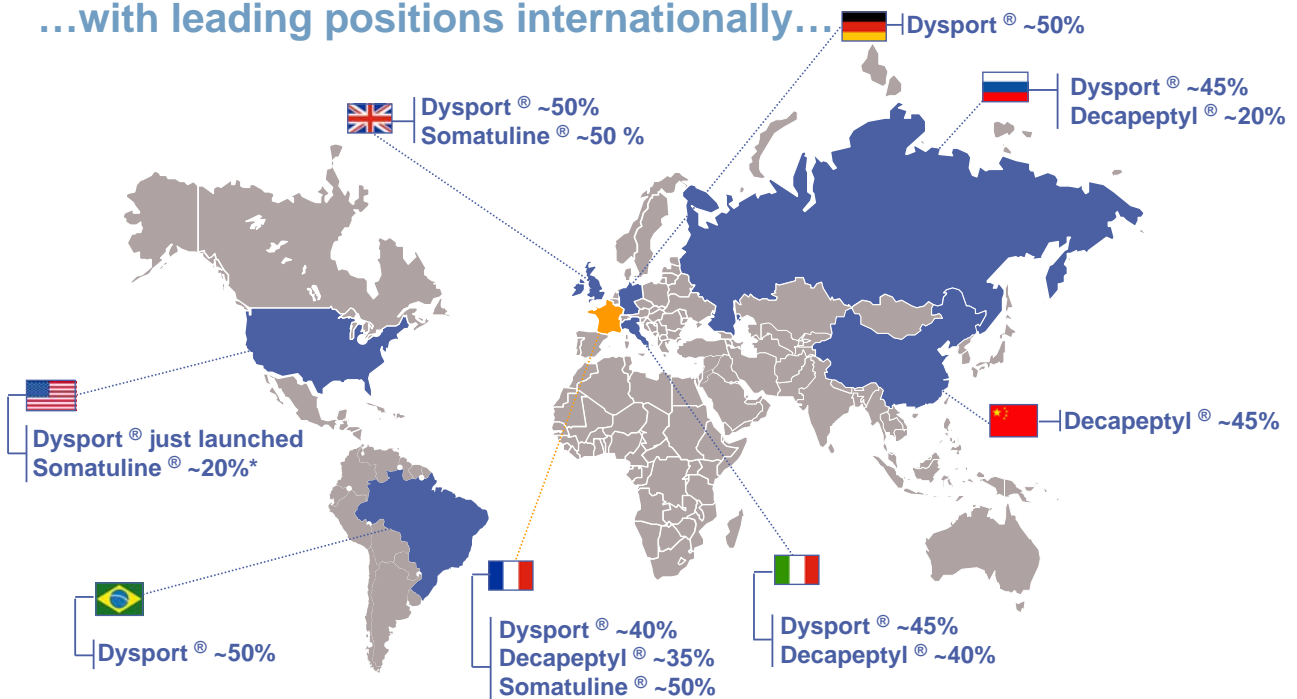 …with leading positions internationally…
Dysport ® ~50%
Dysport ® ~45%
Decapeptyl ® ~20%
Dysport ® ~50%
Somatuline ® ~50 %
Dysport ® just launched
Somatuline ® ~20%*
Decapeptyl ® ~45%
Dysport ® ~50%
Dysport ® ~40%
Decapeptyl ® ~35%
Somatuline ® ~50%
Dysport ® ~45%
Decapeptyl ® ~40%